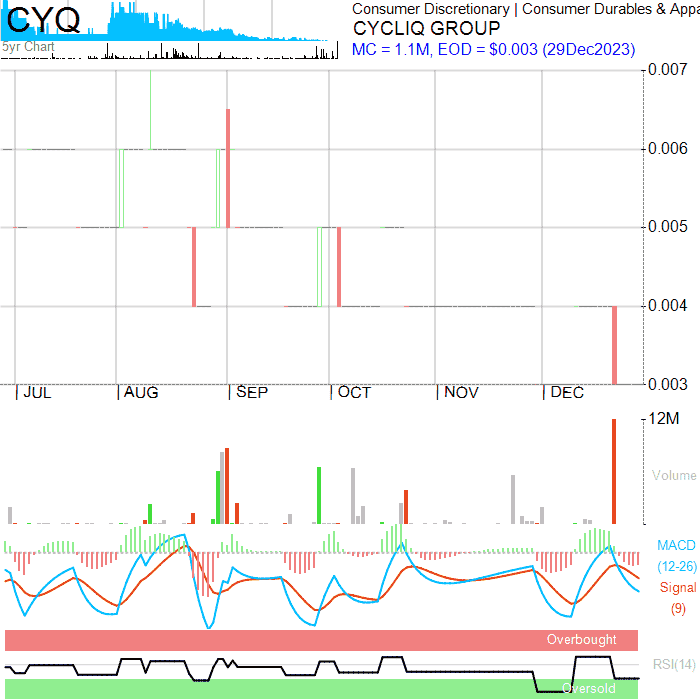 CYQ
Consumer Discretionary | Consumer Durables & Appa
CYCLIQ GROUP
5yr Chart
MC = 1.1M, EOD = $0.003 (29Dec2023)
0.007
0.006
0.005
0.004
0.003
JUL AUG SEP OCT NOV DEC
12M
Volume
MACD
(12-26)
Signal
(9)
Overbought
RSI(14)
Oversold